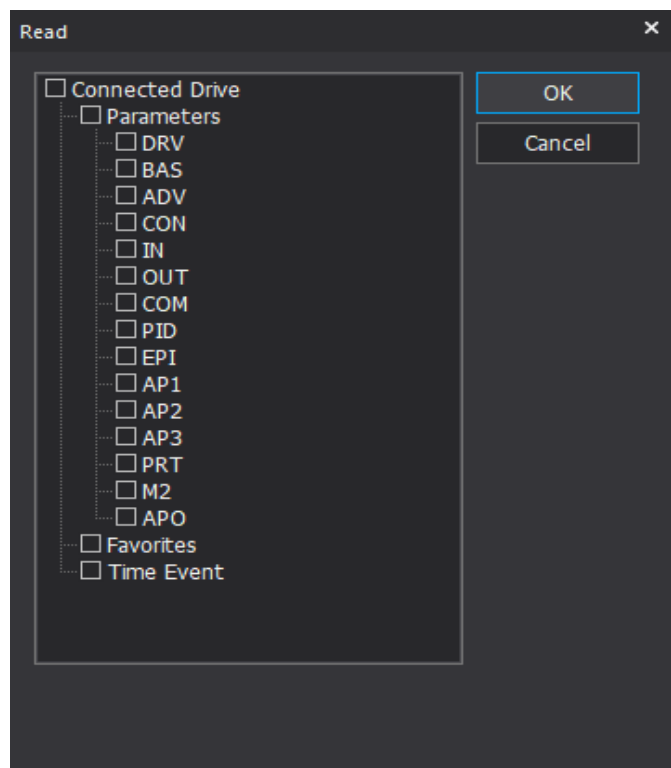 Read
Connected Drive
OK
Parameters
DRV
Cancel
BAS
ADV
CON
IN
OUT
COM
PID
EPI
AP1
AP2
AP3
PRT
M2
APO
Favorites
Time Event